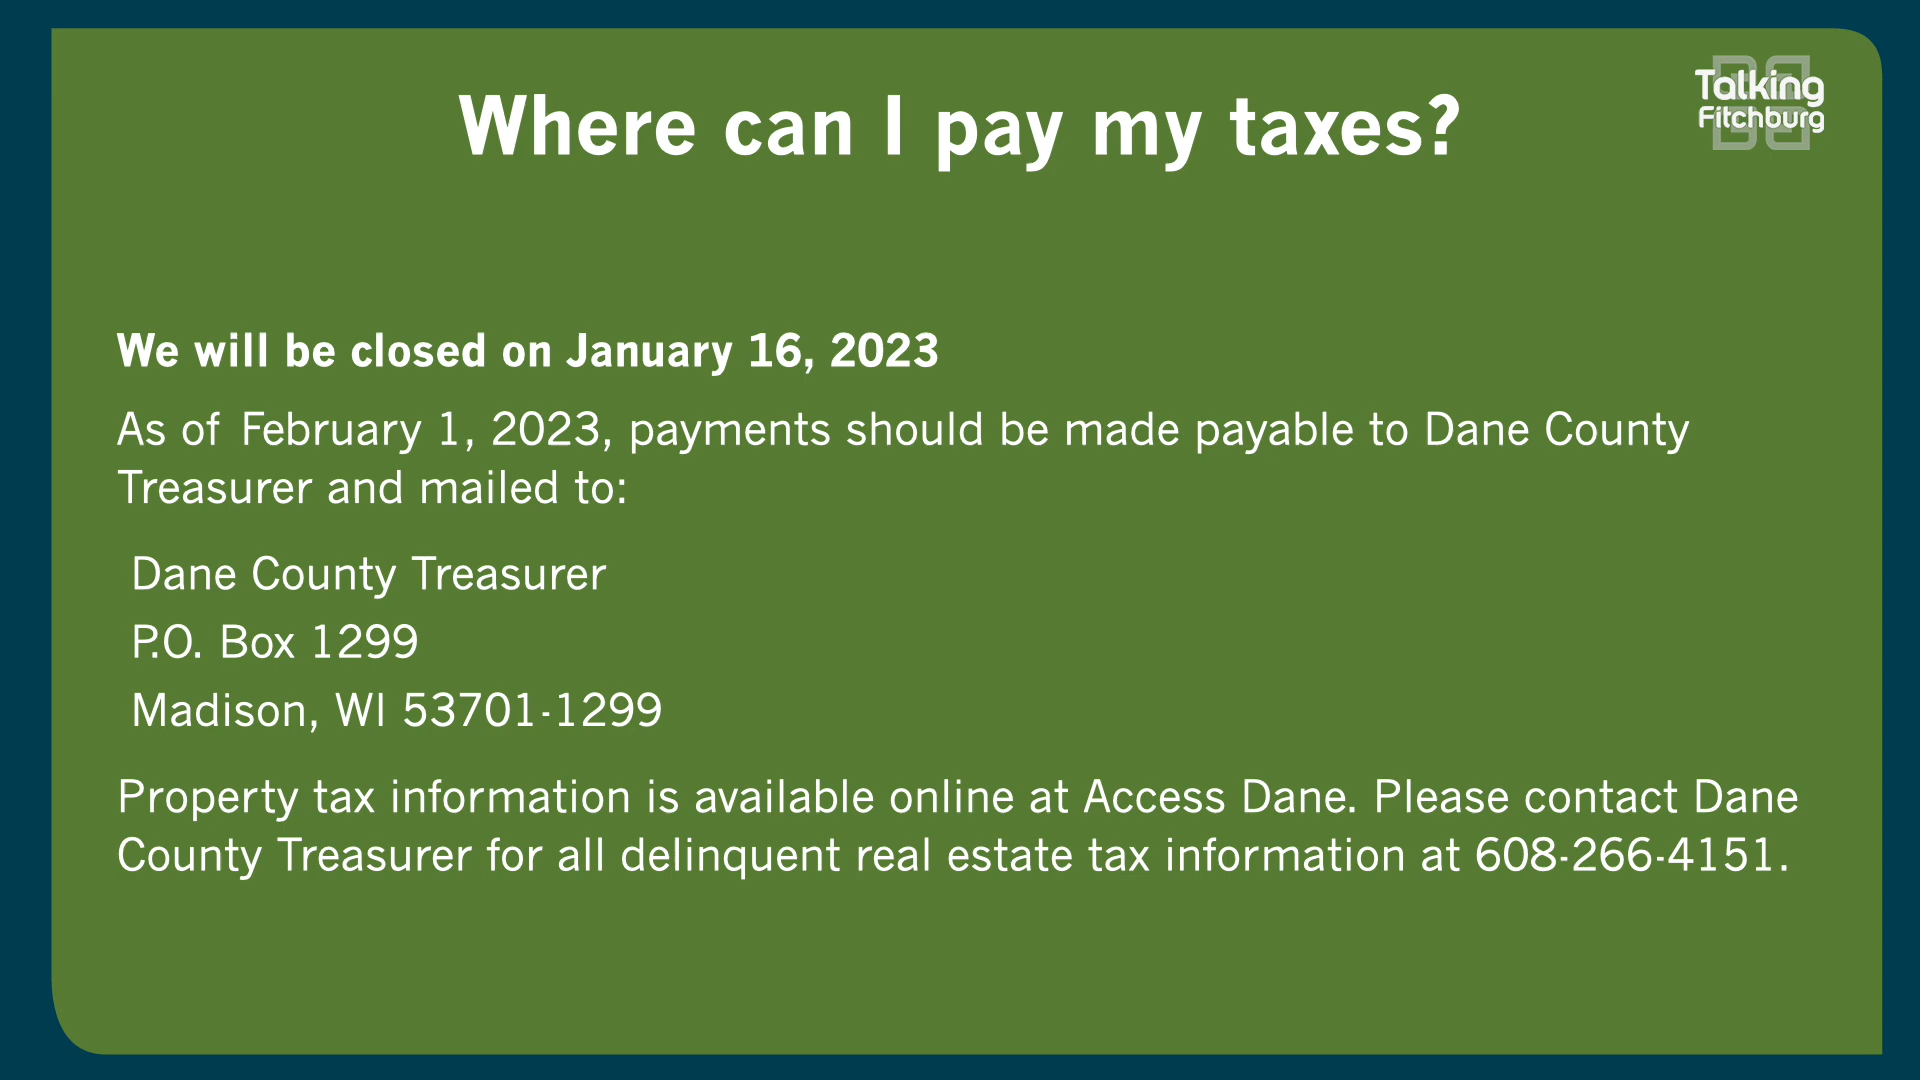 Where can I pay my taxes?
Talking
Fitchburg
We will be closed on January 16, 2023
As of February 1, 2023, payments should be made payable to Dane County
Treasurer and mailed to:
Dane County Treasurer
P.O. Box 1299
Madison, WI 53701-1299
Property tax information is available online at Access Dane. Please contact Dane
County Treasurer for all delinquent real estate tax information at 608-266-4151.